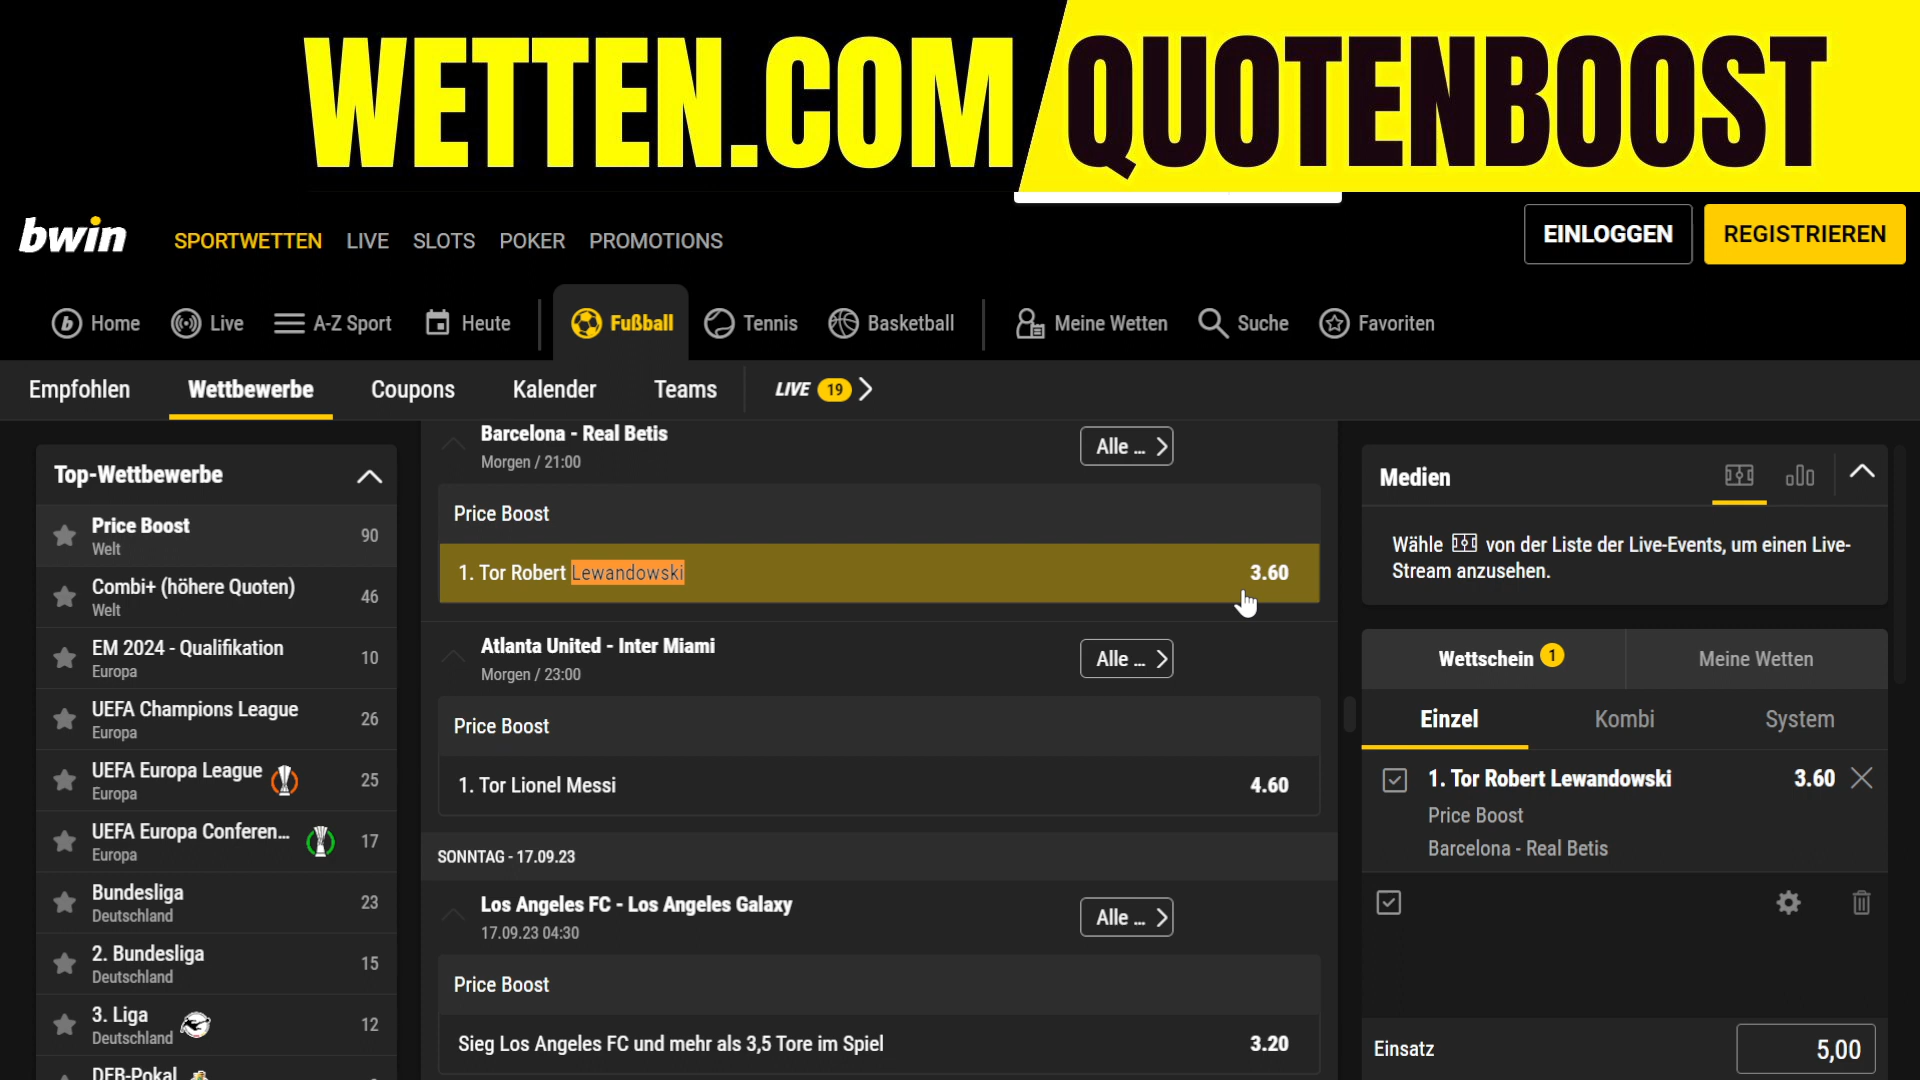 WETTEN.COM QUOTENBOOST
bwin SPORTWETTEN LIVE SLOTS POKER PROMOTIONS EINLOGGEN REGISTRIEREN
Home Live A-Z Sport Heute Fußball Tennis Basketball Meine Wetten Suche Favoriten
Empfohlen Wettbewerbe Coupons Kalender Teams LIVE 19
Top-Wettbewerbe
Price Boost 90
Welt
Combi+ (höhere Quoten) 46
Welt
EM 2024 - Qualifikation 10
Europa
UEFA Champions League 26
Europa
UEFA Europa League 25
Europa
UEFA Europa Conferen... 17
Europa
Bundesliga 23
Deutschland
2. Bundesliga 15
Deutschland
3. Liga 12
Deutschland
DFB-Pokal
Barcelona - Real Betis Alle ...
Morgen / 21:00
Price Boost
1. Tor Robert Lewandowski 3.60
Atlanta United - Inter Miami Alle ...
Morgen / 23:00
Price Boost
1. Tor Lionel Messi 4.60
SONNTAG - 17.09.23
Los Angeles FC - Los Angeles Galaxy Alle ...
17.09.23 04:30
Price Boost
Sieg Los Angeles FC und mehr als 3,5 Tore im Spiel 3.20
Medien
Wähle von der Liste der Live-Events, um einen Live-
Stream anzusehen.
Wettschein 1 Meine Wetten
Einzel Kombi System
1. Tor Robert Lewandowski 3.60
Price Boost
Barcelona - Real Betis
Einsatz 5,00